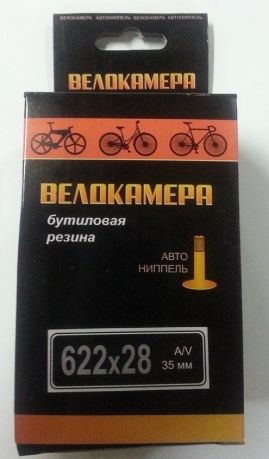 ВЕЛОКАМЕРА АВТОНИППЕЛЬ ВЕЛОКАМЕРА АВТОНИППЕЛЬ
ВЕЛОКАМЕРА
ВЕЛОКАМЕРА
бутиловая
резина
АВТО
НИППЕЛЬ
622x28
A/V
35 мм